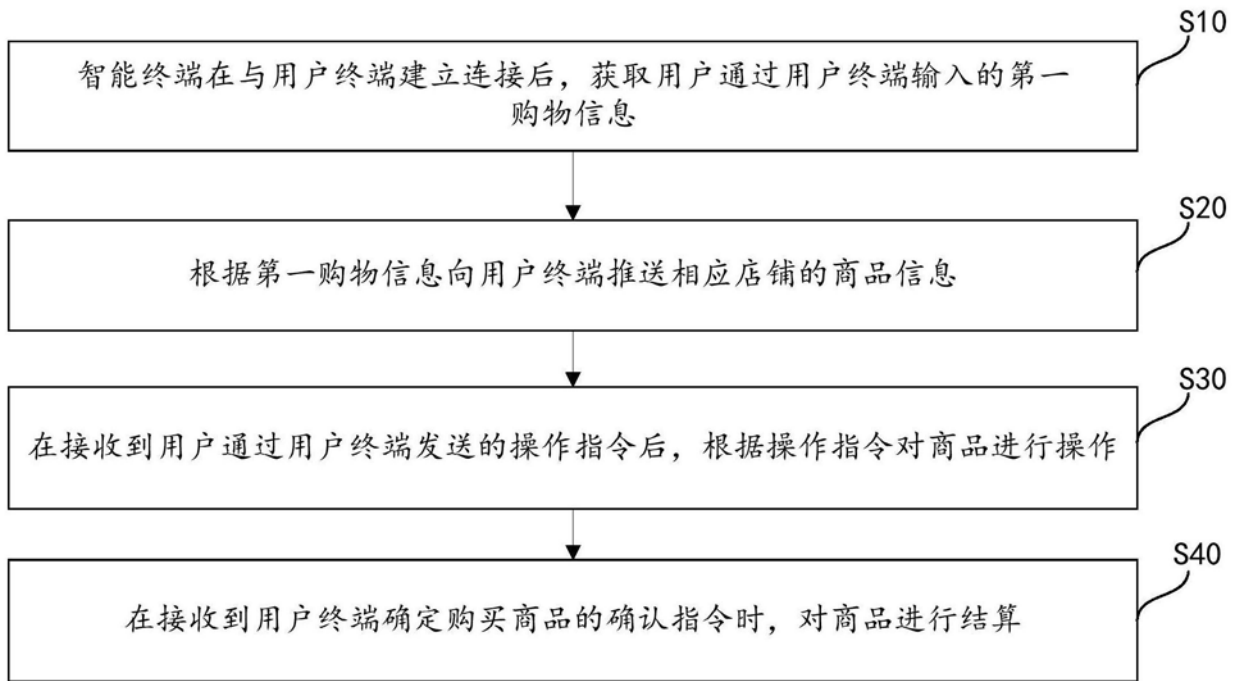 S10
智能终端在与用户终端建立连接后，获取用户通过用户终端输入的第一
购物信息
S20
根据第一购物信息向用户终端推送相应店铺的商品信息
S30
在接收到用户通过用户终端发送的操作指令后，根据操作指令对商品进行操作
S40
在接收到用户终端确定购买商品的确认指令时，对商品进行结算